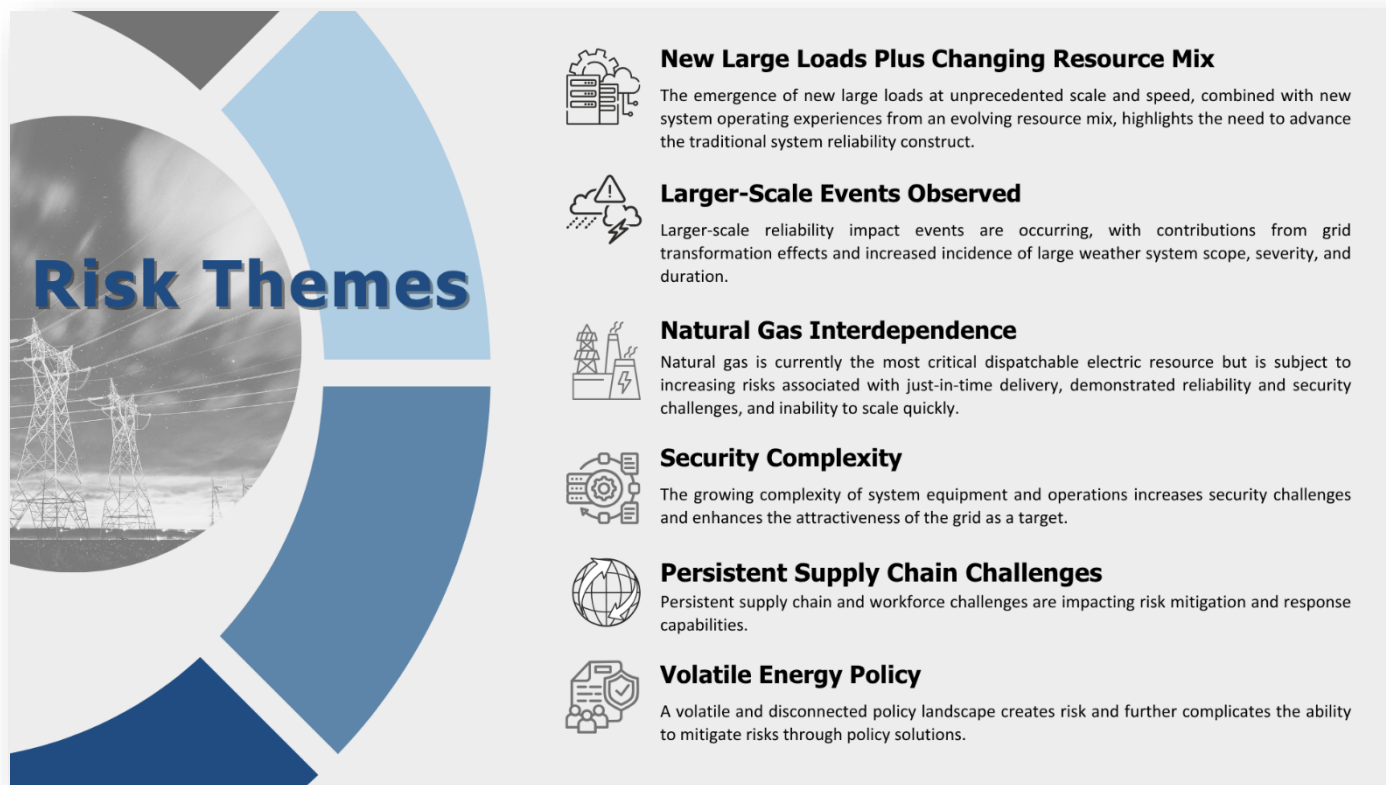 Risk Themes
New Large Loads Plus Changing Resource Mix
The emergence of new large loads at unprecedented scale and speed, combined with new
system operating experiences from an evolving resource mix, highlights the need to advance
the traditional system reliability construct.
Larger-Scale Events Observed
Larger-scale reliability impact events are occurring, with contributions from grid
transformation effects and increased incidence of large weather system scope, severity, and
duration.
Natural Gas Interdependence
Natural gas is currently the most critical dispatchable electric resource but is subject to
increasing risks associated with just-in-time delivery, demonstrated reliability and security
challenges, and inability to scale quickly.
Security Complexity
The growing complexity of system equipment and operations increases security challenges
and enhances the attractiveness of the grid as a target.
Persistent Supply Chain Challenges
Persistent supply chain and workforce challenges are impacting risk mitigation and response
capabilities.
Volatile Energy Policy
A volatile and disconnected policy landscape creates risk and further complicates the ability
to mitigate risks through policy solutions.